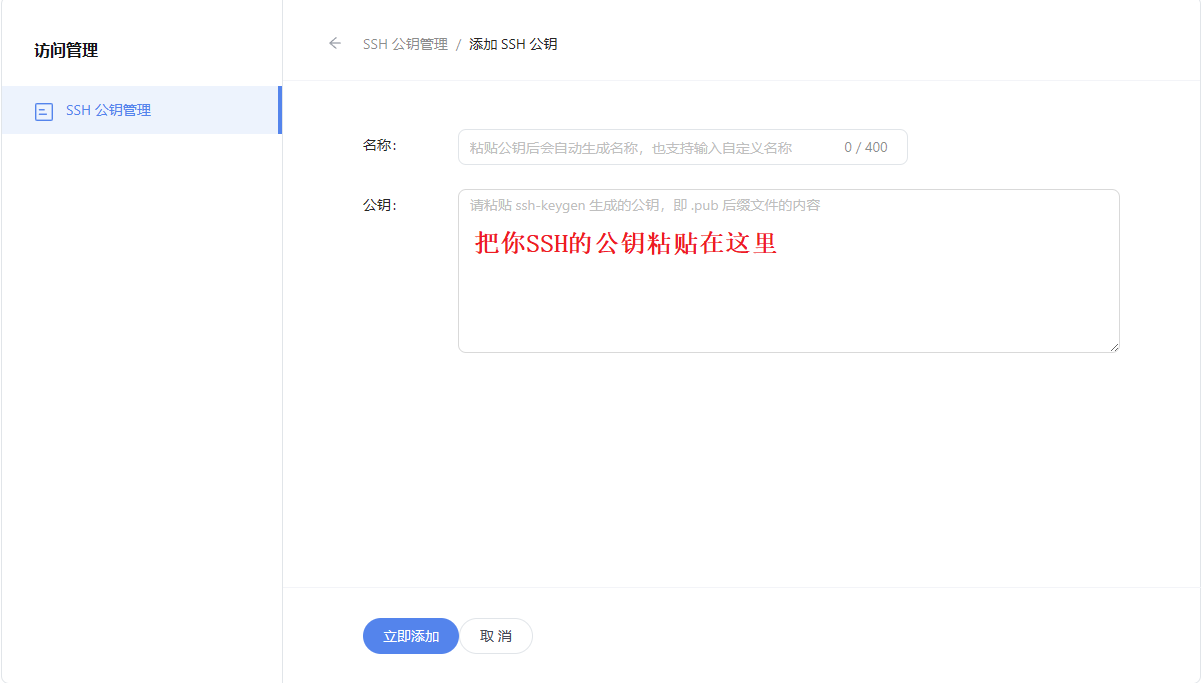 访问管理
SSH 公钥管理 / 添加 SSH 公钥
SSH 公钥管理
名称：
粘贴公钥后会自动生成名称，也支持输入自定义名称 0 / 400
公钥：
请粘贴 ssh-keygen 生成的公钥，即 .pub 后缀文件的内容
把你SSH的公钥粘贴在这里
立即添加
取 消